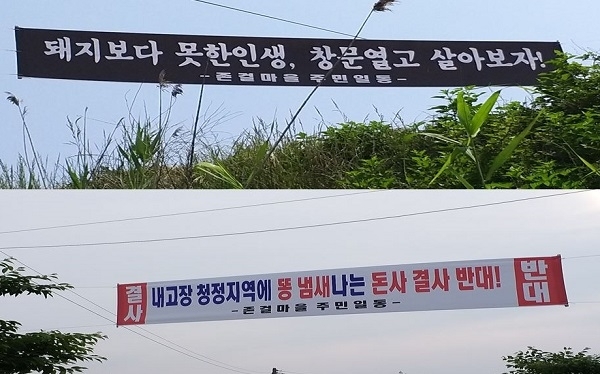 돼지보다 못한인생, 창문열고 살아보자!
- 존걸마을 주민일동 -
결사 내고장 청정지역에 똥 냄새나는 돈사 결사 반대! 반대
- 존걸마을 주민일동 -